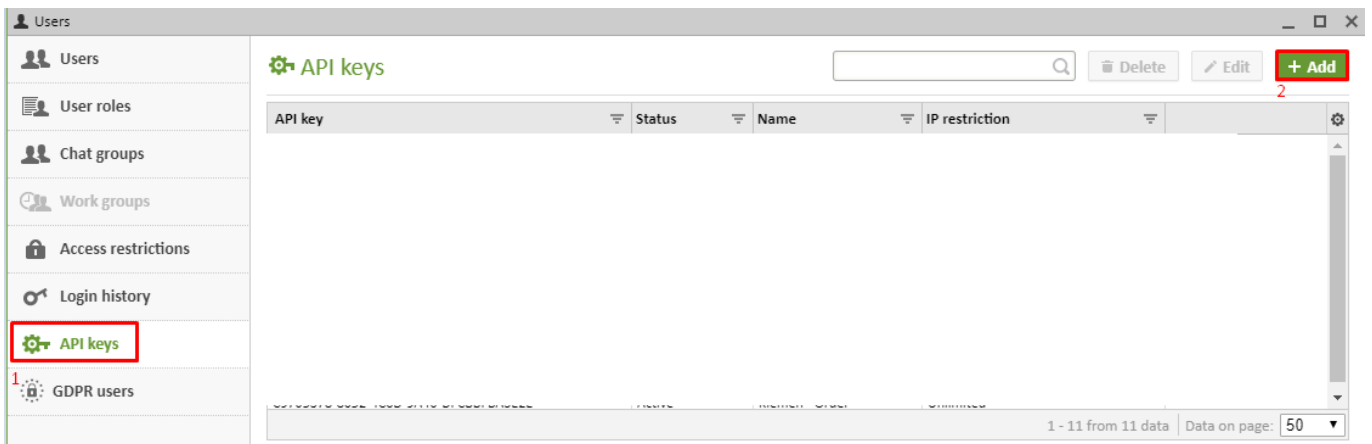 Users
Users
User roles
Chat groups
Work groups
Access restrictions
Login history
API keys
1
GDPR users
API keys
Delete
Edit
+ Add
2
API key Status Name IP restriction
1 - 11 from 11 data Data on page: 50